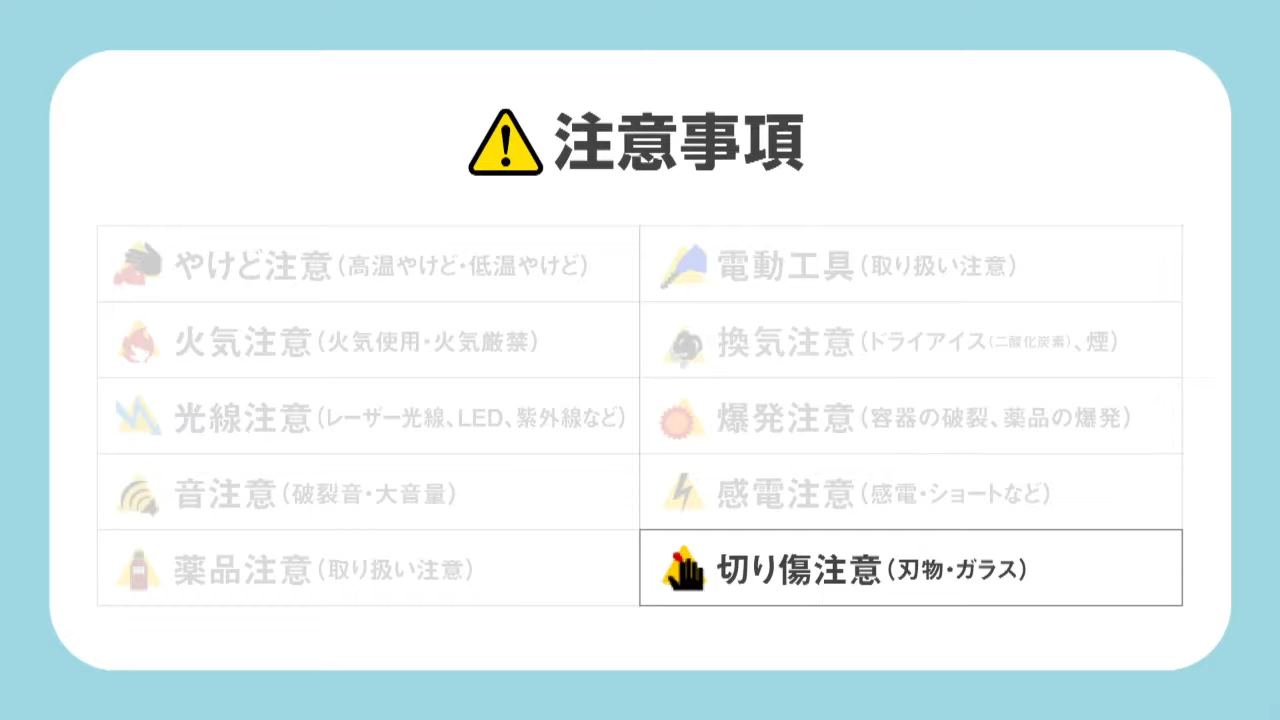 注意事項
やけど注意（高温やけど・低温やけど）
電動工具（取り扱い注意）
火気注意（火気使用・火気厳禁）
換気注意（ドライアイス（二酸化炭素）、煙）
光線注意（レーザー光線、LED、紫外線など）
爆発注意（容器の破裂、薬品の爆発）
音注意（破裂音・大音量）
感電注意（感電・ショートなど）
薬品注意（取り扱い注意）
切り傷注意（刃物・ガラス）